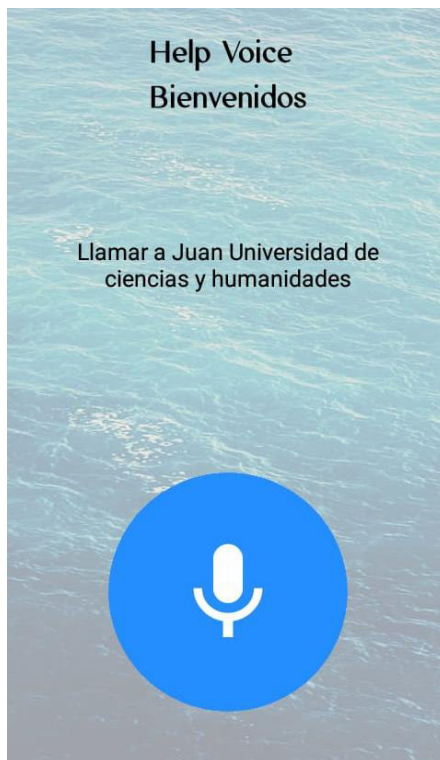 Help Voice
Bienvenidos
Llamar a Juan Universidad de
ciencias y humanidades